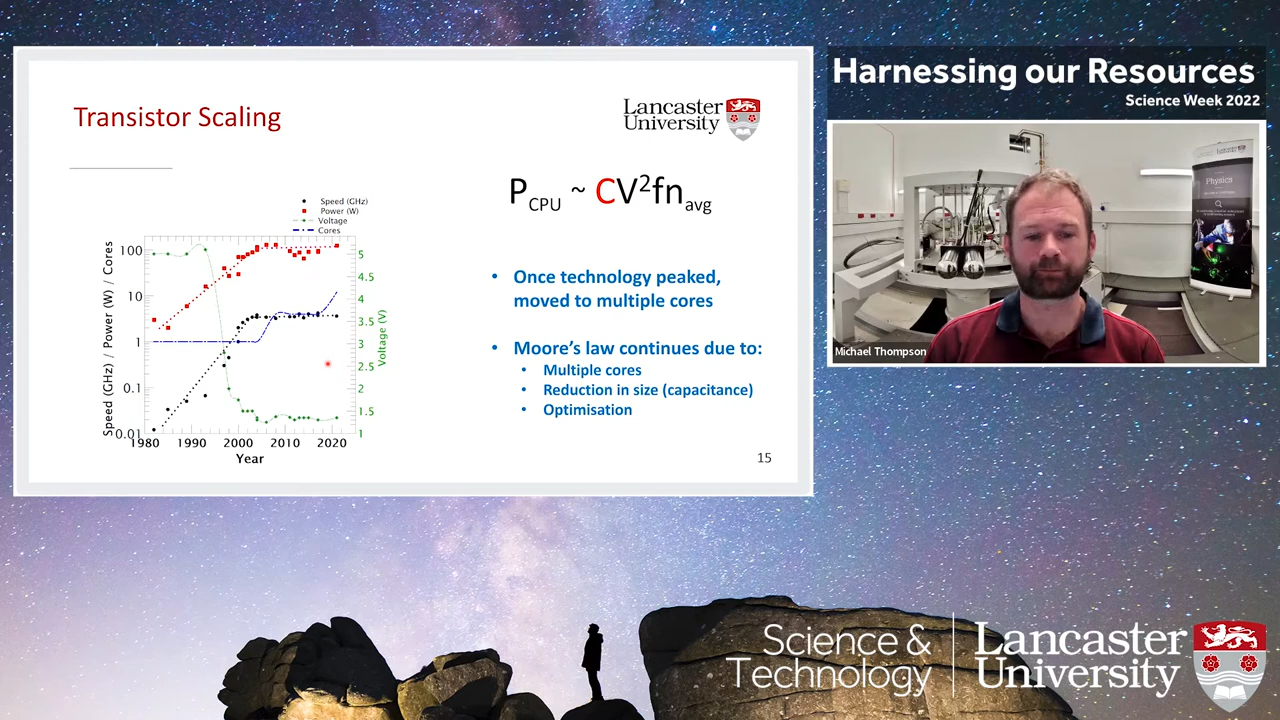 Transistor Scaling
Lancaster
University
P_CPU ~ CV²fn_avg
Speed (GHz)
Power (W)
Voltage
Cores
Speed (GHz) / Power (W) / Cores
100
10
1
0.1
0.01
5
4.5
4
3.5
3
2.5
2
1.5
1
Voltage (V)
1980 1990 2000 2010 2020
Year
• Once technology peaked,
moved to multiple cores
• Moore’s law continues due to:
• Multiple cores
• Reduction in size (capacitance)
• Optimisation
15
Harnessing our Resources
Science Week 2022
Physics
Michael Thompson
Science &
Technology
Lancaster
University